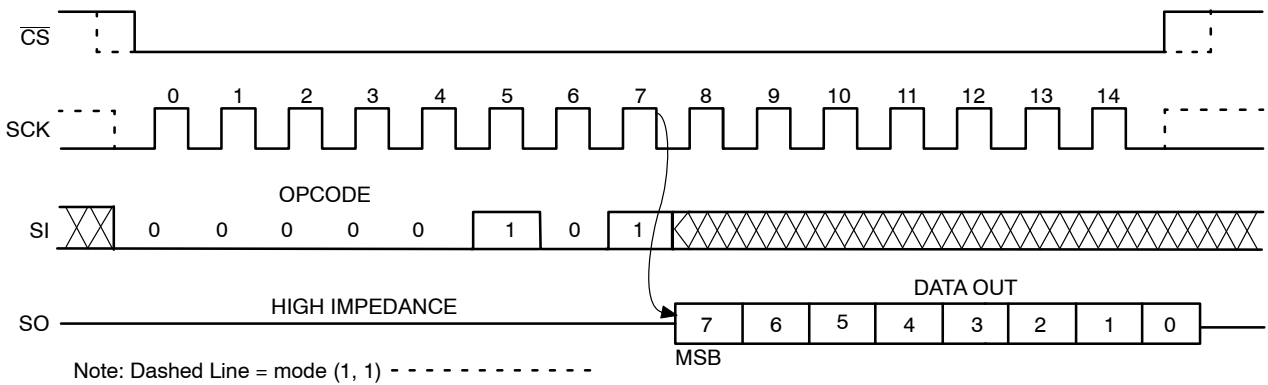 CS
0 1 2 3 4 5 6 7 8 9 10 11 12 13 14
SCK
OPCODE
SI 0 0 0 0 0 1 0 1
DATA OUT
HIGH IMPEDANCE
SO 7 6 5 4 3 2 1 0
MSB
Note: Dashed Line = mode (1, 1)